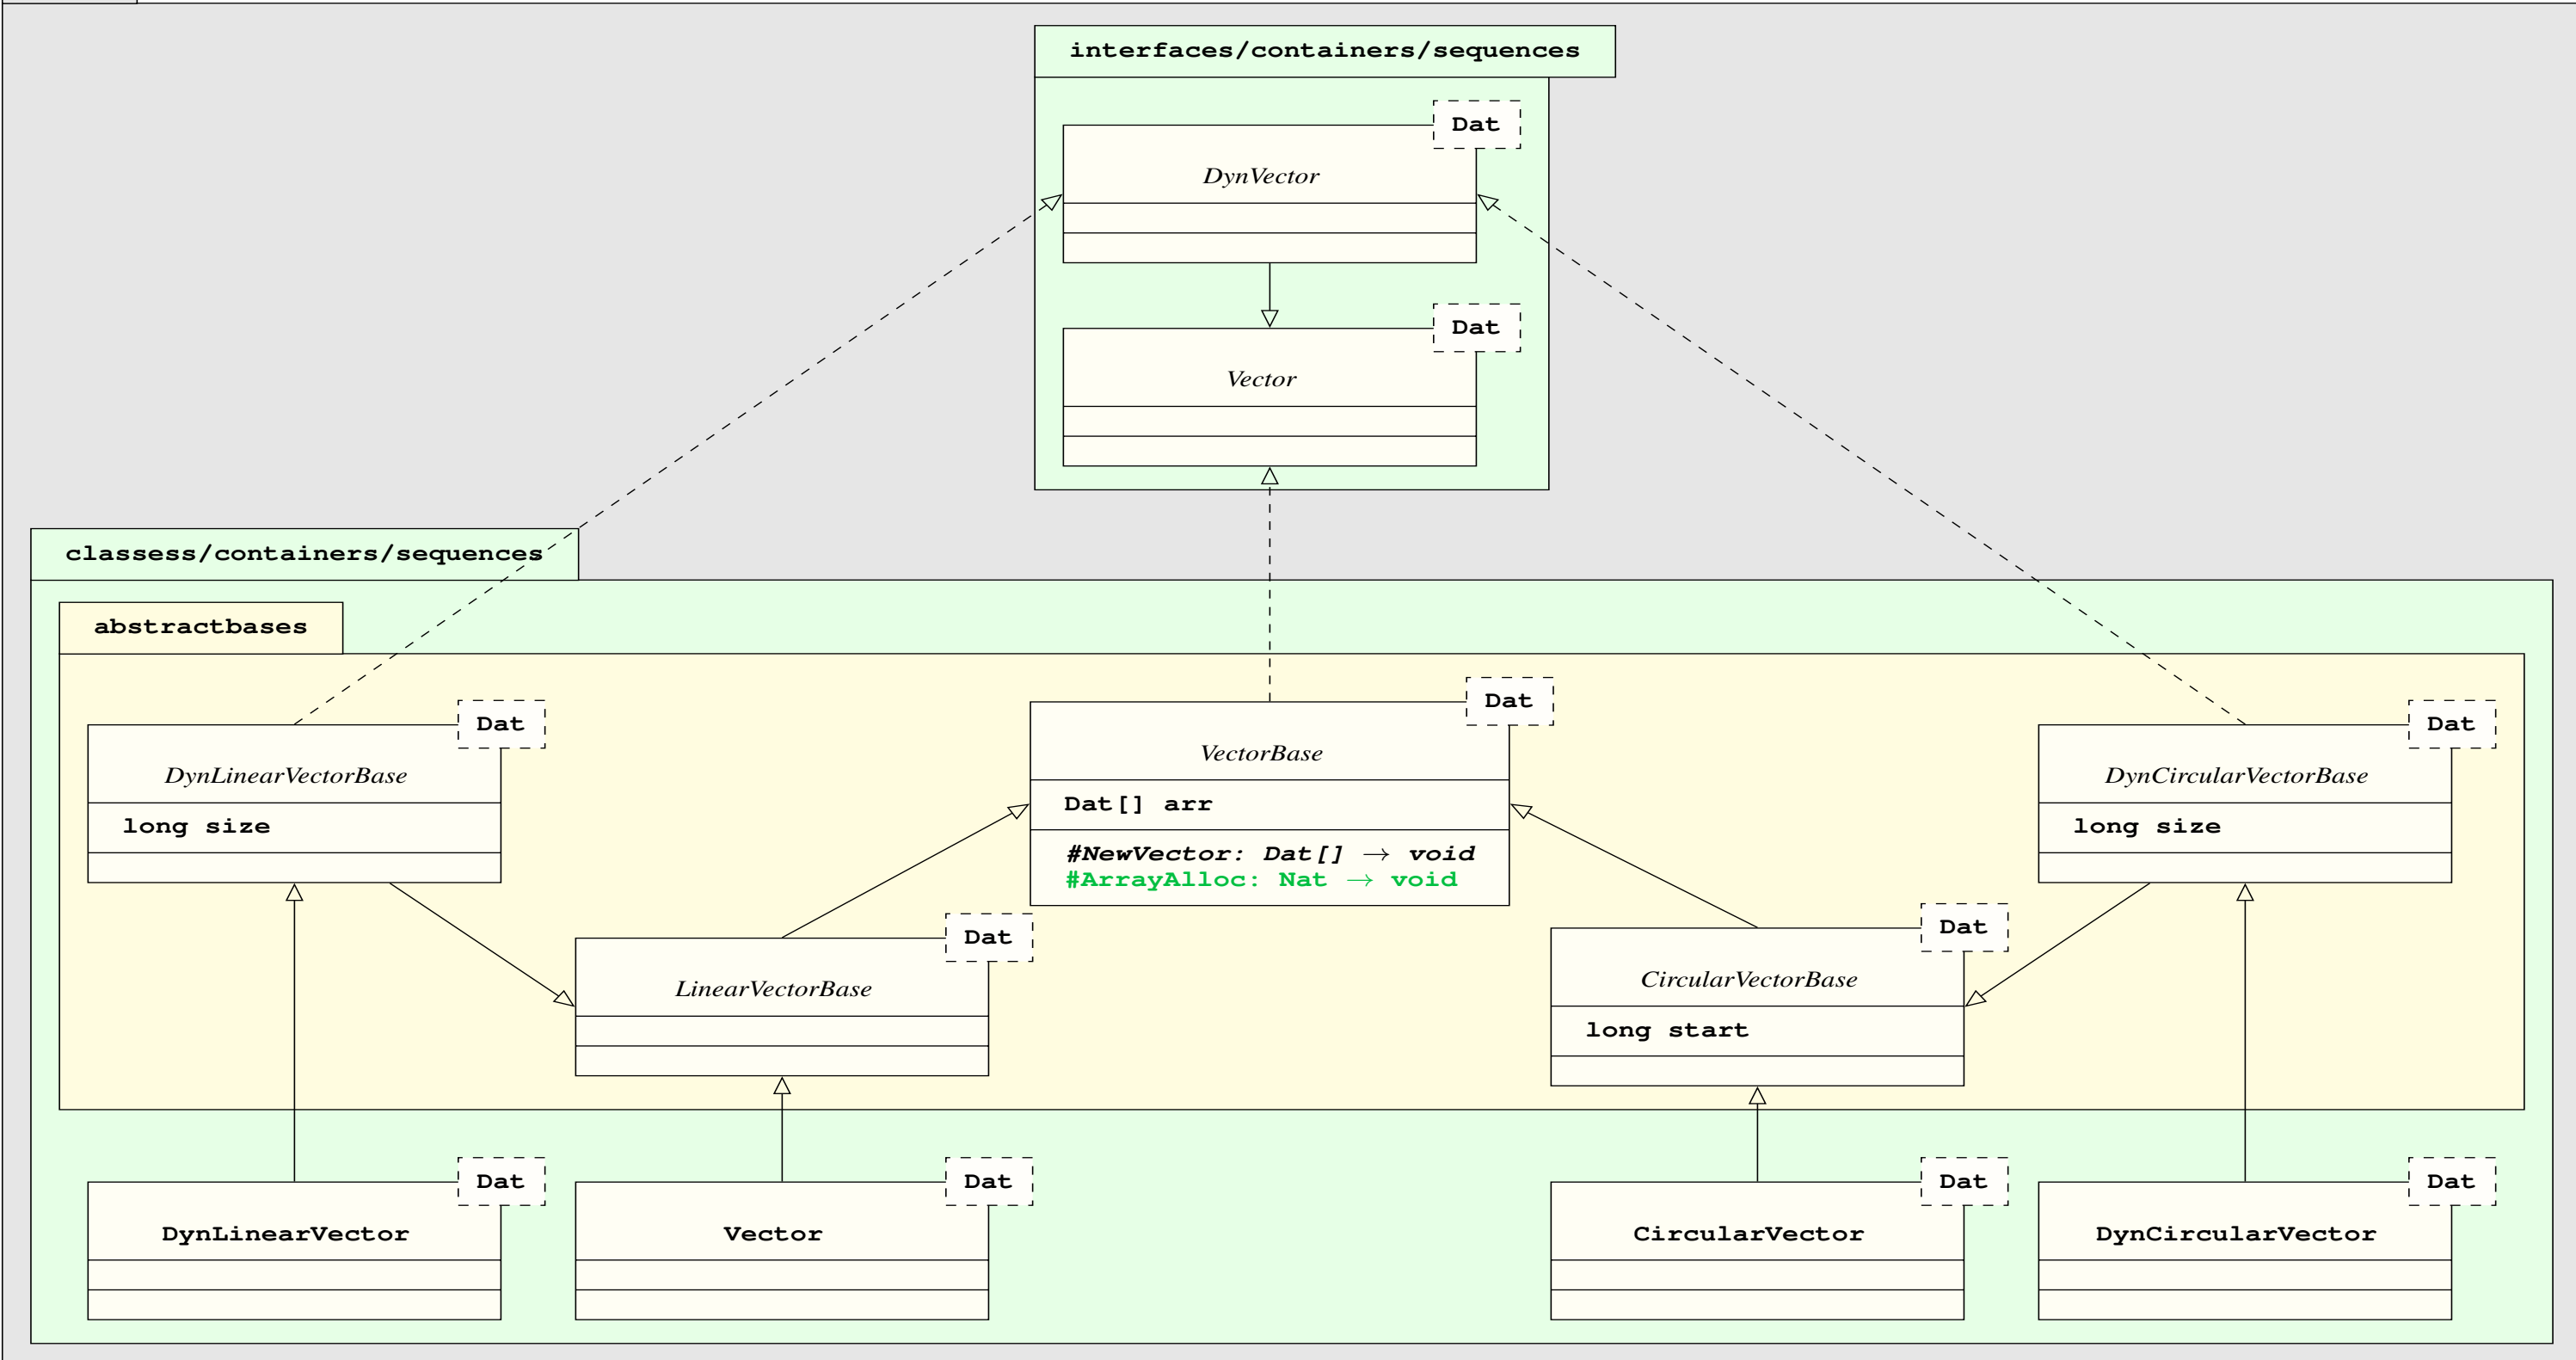 interfaces/containers/sequences
Dat
DynVector
Dat
Vector
classess/containers/sequences
abstractbases
Dat
DynLinearVectorBase
long size
Dat
VectorBase
Dat[] arr
#NewVector: Dat[] → void
#ArrayAlloc: Nat → void
Dat
DynCircularVectorBase
long size
Dat
LinearVectorBase
Dat
CircularVectorBase
long start
Dat
DynLinearVector
Dat
Vector
Dat
CircularVector
Dat
DynCircularVector